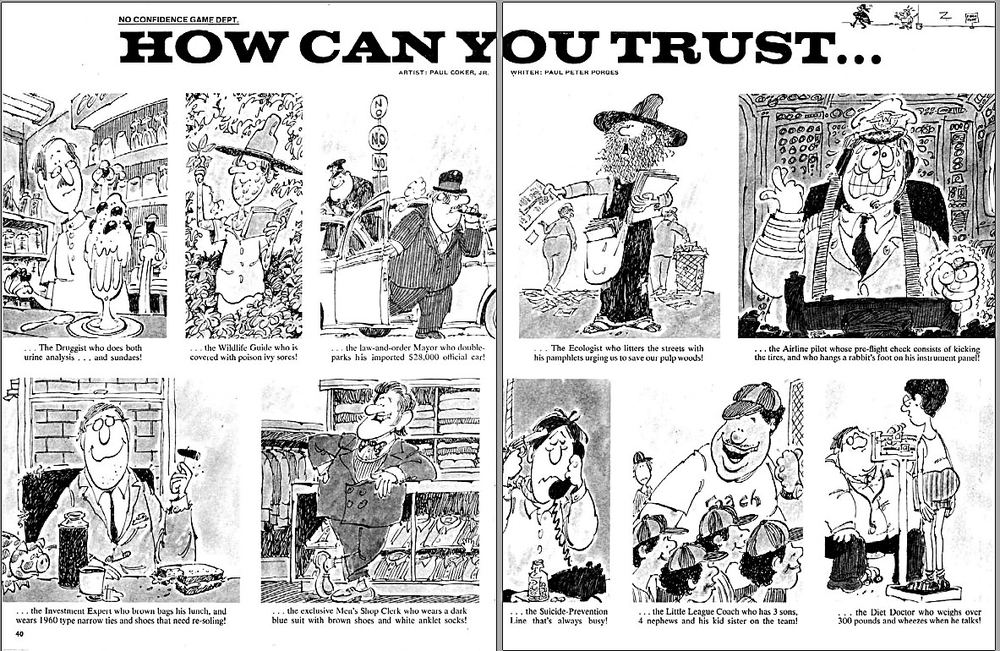 NO CONFIDENCE GAME DEPT.
HOW CAN YOU TRUST...
ARTIST: PAUL COKER, JR.
WRITER: PAUL PETER PORGES
NO
NO
NO
. . . The Druggist who does both
urine analysis . . . and sundaes!
. . . the Wildlife Guide who is
covered with poison ivy sores!
. . . the law-and-order Mayor who double-
parks his imported $28,000 official car!
. . . The Ecologist who litters the streets with
his pamphlets urging us to save our pulp woods!
. . . the Airline pilot whose pre-flight check consists of kicking
the tires, and who hangs a rabbit's foot on his instrument panel!
COACH
. . . the Investment Expert who brown bags his lunch, and
wears 1960 type narrow ties and shoes that need re-soling!
. . . the exclusive Men's Shop Clerk who wears a dark
blue suit with brown shoes and white anklet socks!
. . . the Suicide-Prevention
Line that's always busy!
. . . the Little League Coach who has 3 sons,
4 nephews and his kid sister on the team!
. . . the Diet Doctor who weighs over
300 pounds and wheezes when he talks!
40